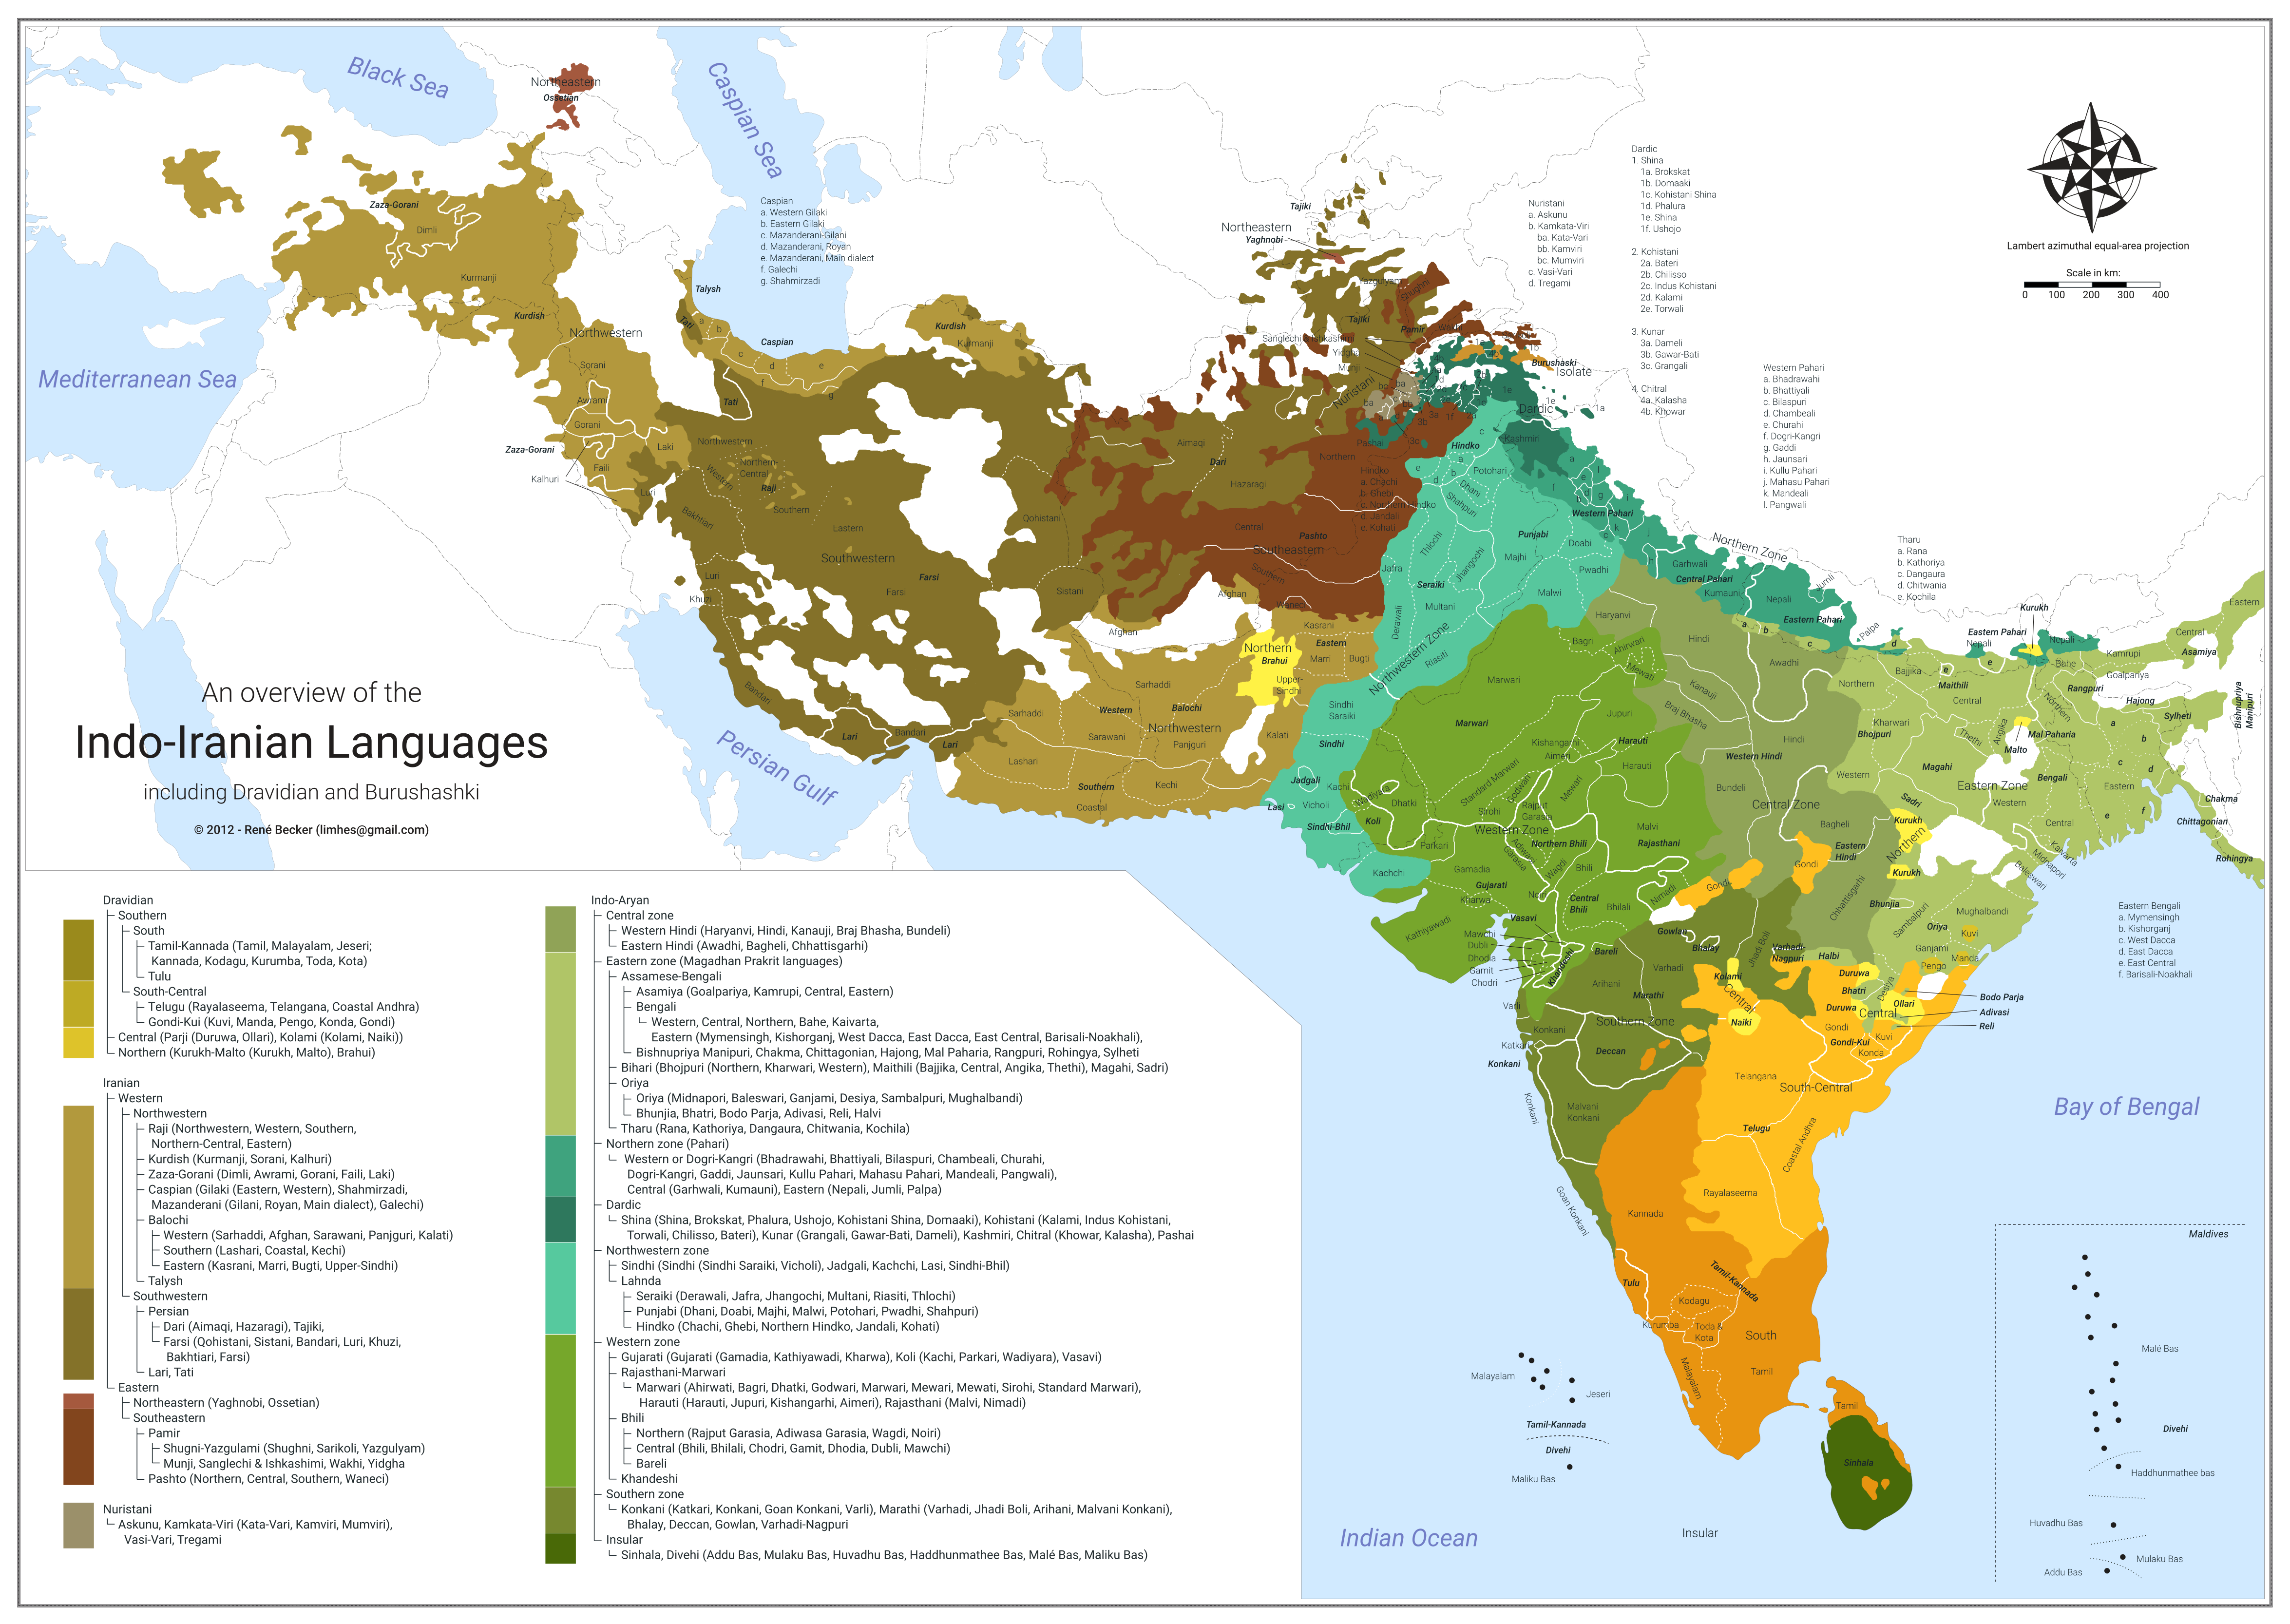 Black Sea
Caspian Sea
Mediterranean Sea
Persian Gulf
Northeastern
Ossetian
Zaza-Gorani
Dimli
Kurmanji
Kurdish
Northwestern
Sorani
Awrami
Gorani
Zaza-Gorani
Laki
Faili
Kalhuri
Luri
Talysh
Tati
a
b
c
d
e
f
g
Caspian
Tati
Caspian
a. Western Gilaki
b. Eastern Gilaki
c. Mazanderani-Gilani
d. Mazanderani, Royan
e. Mazanderani, Main dialect
f. Galechi
g. Shahmirzadi
Kurdish
Kurmanji
Northwestern
Western
Northern
Central
Raji
Southern
Eastern
Bakhtiari
Southwestern
Farsi
Farsi
Luri
Khuzi
Bandari
Lari
Bandari
Lari
Qohistani
Sistani
Aimaqi
Dari
Hazaragi
Northeastern
Yaghnobi
Tajiki
Tajiki
Yazgulyam
Shughni
Pamir
Wakhi
Sanglechi & Ishkashimi
Yidgha
Munji
Nuristani
Pashai
Northern
Central
Pashto
Southeastern
Southern
Waneci
Afghan
Afghan
Kasrani
Eastern
Marri
Bugti
Upper-
Sindhi
Northern
Brahui
Sarhaddi
Sarhaddi
Western
Balochi
Northwestern
Sarawani
Panjguri
Kalati
Lashari
Southern
Kechi
Coastal
Nuristani
a. Askunu
b. Kamkata-Viri
ba. Kata-Vari
bb. Kamviri
bc. Mumviri
c. Vasi-Vari
d. Tregami
Dardic
1. Shina
1a. Brokskat
1b. Domaaki
1c. Kohistani Shina
1d. Phalura
1e. Shina
1f. Ushojo
2. Kohistani
2a. Bateri
2b. Chilisso
2c. Indus Kohistani
2d. Kalami
2e. Torwali
3. Kunar
3a. Dameli
3b. Gawar-Bati
3c. Grangali
4. Chitral
4a. Kalasha
4b. Khowar
Burushaski
Isolate
Dardic
1e
1a
Kashmiri
Hindko
a. Chachi
b. Ghebi
c. Northern Hindko
d. Jandali
e. Kohati
Hindko
Potohari
Dhani
Shahpuri
Punjabi
Thlochi
Jhangochi
Majhi
Doabi
Jafra
Seraiki
Pwadhi
Malwi
Multani
Derawali
Northwestern Zone
Riasiti
Sindhi
Saraiki
Sindhi
Jadgali
Kachi
Lasi
Vicholi
Sindhi-Bhil
Kachchi
Western Pahari
a. Bhadrawahi
b. Bhattiyali
c. Bilaspuri
d. Chambeali
e. Churahi
f. Dogri-Kangri
g. Gaddi
h. Jaunsari
i. Kullu Pahari
j. Mahasu Pahari
k. Mandeali
l. Pangwali
Western Pahari
Northern Zone
Garhwali
Central Pahari
Kumauni
Nepali
Jumli
Eastern Pahari
Palpa
Tharu
a. Rana
b. Kathoriya
c. Dangaura
d. Chitwania
e. Kochila
Kurukh
Eastern Pahari
Nepali
Nepali
Lambert azimuthal equal-area projection
Scale in km:
0 100 200 300 400
Haryanvi
Hindi
Awadhi
Kanauji
Braj Bhasha
Hindi
Western Hindi
Bundeli
Central Zone
Bagheli
Eastern
Hindi
Chhattisgarhi
Bagri
Ahirwati
Mewati
Marwari
Marwari
Jupuri
Kishangarhi
Aimeri
Harauti
Harauti
Standard Marwari
Godwari
Mewari
Wadiyara
Dhatki
Koli
Sirohi
Rajput
Garasia
Western Zone
Northern Bhili
Malvi
Rajasthani
Parkari
Adiwasi
Garasia
Wagdi
Bhili
Gamadia
Gujarati
Kharwa
Noiri
Central
Bhili
Bhilali
Nimadi
Kathiyawadi
Vasavi
Mawchi
Dubli
Dhodia
Gamit
Chodri
Khandeshi
Bareli
Varli
Gowlan
Bhalay
Jhadi Boli
Varhadi-
Nagpuri
Halbi
Varhadi
Arihani
Marathi
Southern Zone
Konkani
Katkari
Konkani
Deccan
Konkani
Malvani
Konkani
Goan Konkani
Gondi
Gondi
Kolami
Central
Naiki
Northern
Bhojpuri
Kharwari
Western
Bajjika
Maithili
Central
Angika
Thethi
Malto
Magahi
Eastern Zone
Sadri
Kurukh
Northern
Kurukh
Bhunjia
Sambalpuri
Mughalbandi
Oriya
Kuvi
Ganjami
Pengo
Manda
Duruwa
Bhatri
Desiya
Duruwa
Ollari
Central
Bodo Parja
Adivasi
Reli
Gondi
Gondi-Kui
Kuvi
Konda
Telangana
South-Central
Telugu
Coastal Andhra
Rayalaseema
Kannada
Tulu
Tamil-Kannada
Kodagu
Kurumba
Toda &
Kota
South
Malayalam
Tamil
Tamil
Sinhala
Eastern
Central
Asamiya
Kamrupi
Goalpariya
Bahe
Rangpuri
Northern
Hajong
Sylheti
Bishnupriya
Manipuri
Mal Paharia
Bengali
Eastern
Western
Central
Kaivarta
Midnapori
Baleswari
Chakma
Chittagonian
Rohingya
Eastern Bengali
a. Mymensingh
b. Kishorganj
c. West Dacca
d. East Dacca
e. East Central
f. Barisali-Noakhali
Bay of Bengal
Indian Ocean
Insular
Malayalam
Jeseri
Tamil-Kannada
Divehi
Maliku Bas
Maldives
Malé Bas
Divehi
Haddhunmathee bas
Huvadhu Bas
Mulaku Bas
Addu Bas
An overview of the
Indo-Iranian Languages
including Dravidian and Burushashki
© 2012 - René Becker (limhes@gmail.com)
Dravidian
Southern
South
Tamil-Kannada (Tamil, Malayalam, Jeseri;
Kannada, Kodagu, Kurumba, Toda, Kota)
Tulu
South-Central
Telugu (Rayalaseema, Telangana, Coastal Andhra)
Gondi-Kui (Kuvi, Manda, Pengo, Konda, Gondi)
Central (Parji (Duruwa, Ollari), Kolami (Kolami, Naiki))
Northern (Kurukh-Malto (Kurukh, Malto), Brahui)
Iranian
Western
Northwestern
Raji (Northwestern, Western, Southern,
Northern-Central, Eastern)
Kurdish (Kurmanji, Sorani, Kalhuri)
Zaza-Gorani (Dimli, Awrami, Gorani, Faili, Laki)
Caspian (Gilaki (Eastern, Western), Shahmirzadi,
Mazanderani (Gilani, Royan, Main dialect), Galechi)
Balochi
Western (Sarhaddi, Afghan, Sarawani, Panjguri, Kalati)
Southern (Lashari, Coastal, Kechi)
Eastern (Kasrani, Marri, Bugti, Upper-Sindhi)
Talysh
Southwestern
Persian
Dari (Aimaqi, Hazaragi), Tajiki,
Farsi (Qohistani, Sistani, Bandari, Luri, Khuzi,
Bakhtiari, Farsi)
Lari, Tati
Eastern
Northeastern (Yaghnobi, Ossetian)
Southeastern
Pamir
Shugni-Yazgulami (Shughni, Sarikoli, Yazgulyam)
Munji, Sanglechi & Ishkashimi, Wakhi, Yidgha
Pashto (Northern, Central, Southern, Waneci)
Nuristani
Askunu, Kamkata-Viri (Kata-Vari, Kamviri, Mumviri),
Vasi-Vari, Tregami
Indo-Aryan
Central zone
Western Hindi (Haryanvi, Hindi, Kanauji, Braj Bhasha, Bundeli)
Eastern Hindi (Awadhi, Bagheli, Chhattisgarhi)
Eastern zone (Magadhan Prakrit languages)
Assamese-Bengali
Asamiya (Goalpariya, Kamrupi, Central, Eastern)
Bengali
Western, Central, Northern, Bahe, Kaivarta,
Eastern (Mymensingh, Kishorganj, West Dacca, East Dacca, East Central, Barisali-Noakhali),
Bishnupriya Manipuri, Chakma, Chittagonian, Hajong, Mal Paharia, Rangpuri, Rohingya, Sylheti
Bihari (Bhojpuri (Northern, Kharwari, Western), Maithili (Bajjika, Central, Angika, Thethi), Magahi, Sadri)
Oriya
Oriya (Midnapori, Baleswari, Ganjami, Desiya, Sambalpuri, Mughalbandi)
Bhunjia, Bhatri, Bodo Parja, Adivasi, Reli, Halvi
Tharu (Rana, Kathoriya, Dangaura, Chitwania, Kochila)
Northern zone (Pahari)
Western or Dogri-Kangri (Bhadrawahi, Bhattiyali, Bilaspuri, Chambeali, Churahi,
Dogri-Kangri, Gaddi, Jaunsari, Kullu Pahari, Mahasu Pahari, Mandeali, Pangwali),
Central (Garhwali, Kumauni), Eastern (Nepali, Jumli, Palpa)
Dardic
Shina (Shina, Brokskat, Phalura, Ushojo, Kohistani Shina, Domaaki), Kohistani (Kalami, Indus Kohistani,
Torwali, Chilisso, Bateri), Kunar (Grangali, Gawar-Bati, Dameli), Kashmiri, Chitral (Khowar, Kalasha), Pashai
Northwestern zone
Sindhi (Sindhi (Sindhi Saraiki, Vicholi), Jadgali, Kachchi, Lasi, Sindhi-Bhil)
Lahnda
Seraiki (Derawali, Jafra, Jhangochi, Multani, Riasiti, Thlochi)
Punjabi (Dhani, Doabi, Majhi, Malwi, Potohari, Pwadhi, Shahpuri)
Hindko (Chachi, Ghebi, Northern Hindko, Jandali, Kohati)
Western zone
Gujarati (Gujarati (Gamadia, Kathiyawadi, Kharwa), Koli (Kachi, Parkari, Wadiyara), Vasavi)
Rajasthani-Marwari
Marwari (Ahirwati, Bagri, Dhatki, Godwari, Marwari, Mewari, Mewati, Sirohi, Standard Marwari),
Harauti (Harauti, Jupuri, Kishangarhi, Aimeri), Rajasthani (Malvi, Nimadi)
Bhili
Northern (Rajput Garasia, Adiwasa Garasia, Wagdi, Noiri)
Central (Bhili, Bhilali, Chodri, Gamit, Dhodia, Dubli, Mawchi)
Bareli
Khandeshi
Southern zone
Konkani (Katkari, Konkani, Goan Konkani, Varli), Marathi (Varhadi, Jhadi Boli, Arihani, Malvani Konkani),
Bhalay, Deccan, Gowlan, Varhadi-Nagpuri
Insular
Sinhala, Divehi (Addu Bas, Mulaku Bas, Huvadhu Bas, Haddhunmathee Bas, Malé Bas, Maliku Bas)